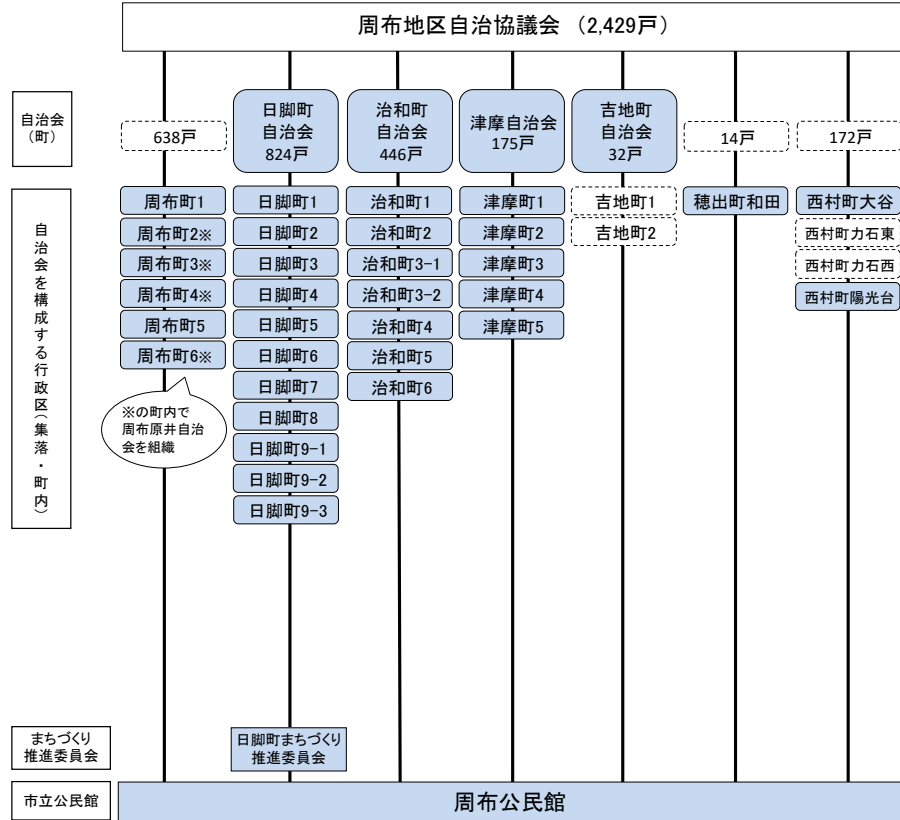 周布地区自治協議会 （2,429戸）
自治会
（町）
638戸
日脚町
自治会
824戸
治和町
自治会
446戸
津摩自治会
175戸
吉地町
自治会
32戸
14戸
172戸
自治会を構成する行政区（集落・町内）
周布町1
周布町2※
周布町3※
周布町4※
周布町5
周布町6※
※の町内で
周布原井自治
会を組織
日脚町1
日脚町2
日脚町3
日脚町4
日脚町5
日脚町6
日脚町7
日脚町8
日脚町9-1
日脚町9-2
日脚町9-3
治和町1
治和町2
治和町3-1
治和町3-2
治和町4
治和町5
治和町6
津摩町1
津摩町2
津摩町3
津摩町4
津摩町5
吉地町1
吉地町2
穂出町和田
西村町大谷
西村町力石東
西村町力石西
西村町陽光台
まちづくり
推進委員会
日脚町まちづくり
推進委員会
市立公民館
周布公民館